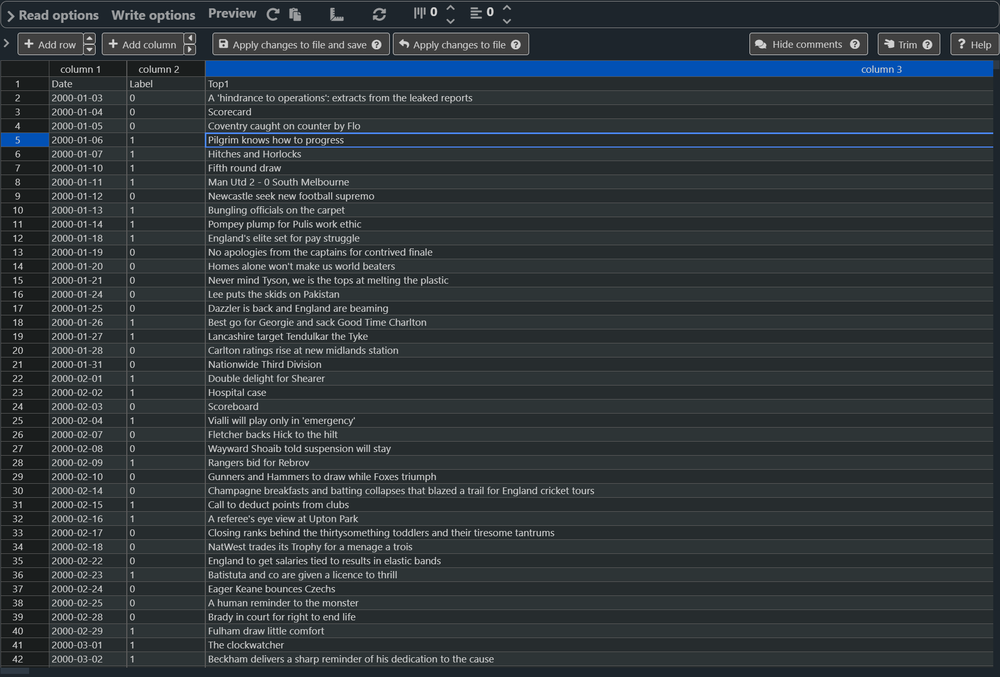 Read options Write options Preview 0 0
Add row Add column Apply changes to file and save Apply changes to file Hide comments Trim Help
column 1 column 2 column 3
1 Date Label Top1
2 2000-01-03 0 A 'hindrance to operations': extracts from the leaked reports
3 2000-01-04 0 Scorecard
4 2000-01-05 0 Coventry caught on counter by Flo
5 2000-01-06 1 Pilgrim knows how to progress
6 2000-01-07 1 Hitches and Horlocks
7 2000-01-10 1 Fifth round draw
8 2000-01-11 1 Man Utd 2 - 0 South Melbourne
9 2000-01-12 0 Newcastle seek new football supremo
10 2000-01-13 1 Bungling officials on the carpet
11 2000-01-14 1 Pompey plump for Pulis work ethic
12 2000-01-18 1 England's elite set for pay struggle
13 2000-01-19 0 No apologies from the captains for contrived finale
14 2000-01-20 0 Homes alone won't make us world beaters
15 2000-01-21 0 Never mind Tyson, we is the tops at melting the plastic
16 2000-01-24 0 Lee puts the skids on Pakistan
17 2000-01-25 0 Dazzler is back and England are beaming
18 2000-01-26 1 Best go for Georgie and sack Good Time Charlton
19 2000-01-27 1 Lancashire target Tendulkar the Tyke
20 2000-01-28 0 Carlton ratings rise at new midlands station
21 2000-01-31 0 Nationwide Third Division
22 2000-02-01 1 Double delight for Shearer
23 2000-02-02 1 Hospital case
24 2000-02-03 0 Scoreboard
25 2000-02-04 1 Vialli will play only in 'emergency'
26 2000-02-07 0 Fletcher backs Hick to the hilt
27 2000-02-08 0 Wayward Shoaib told suspension will stay
28 2000-02-09 1 Rangers bid for Rebrov
29 2000-02-10 0 Gunners and Hammers to draw while Foxes triumph
30 2000-02-14 0 Champagne breakfasts and batting collapses that blazed a trail for England cricket tours
31 2000-02-15 1 Call to deduct points from clubs
32 2000-02-16 1 A referee's eye view at Upton Park
33 2000-02-17 0 Closing ranks behind the thirtysomething toddlers and their tiresome tantrums
34 2000-02-18 0 NatWest trades its Trophy for a menage a trois
35 2000-02-22 0 England to get salaries tied to results in elastic bands
36 2000-02-23 1 Batistuta and co are given a licence to thrill
37 2000-02-24 0 Eager Keane bounces Czechs
38 2000-02-25 0 A human reminder to the monster
39 2000-02-28 0 Brady in court for right to end life
40 2000-02-29 1 Fulham draw little comfort
41 2000-03-01 1 The clockwatcher
42 2000-03-02 1 Beckham delivers a sharp reminder of his dedication to the cause